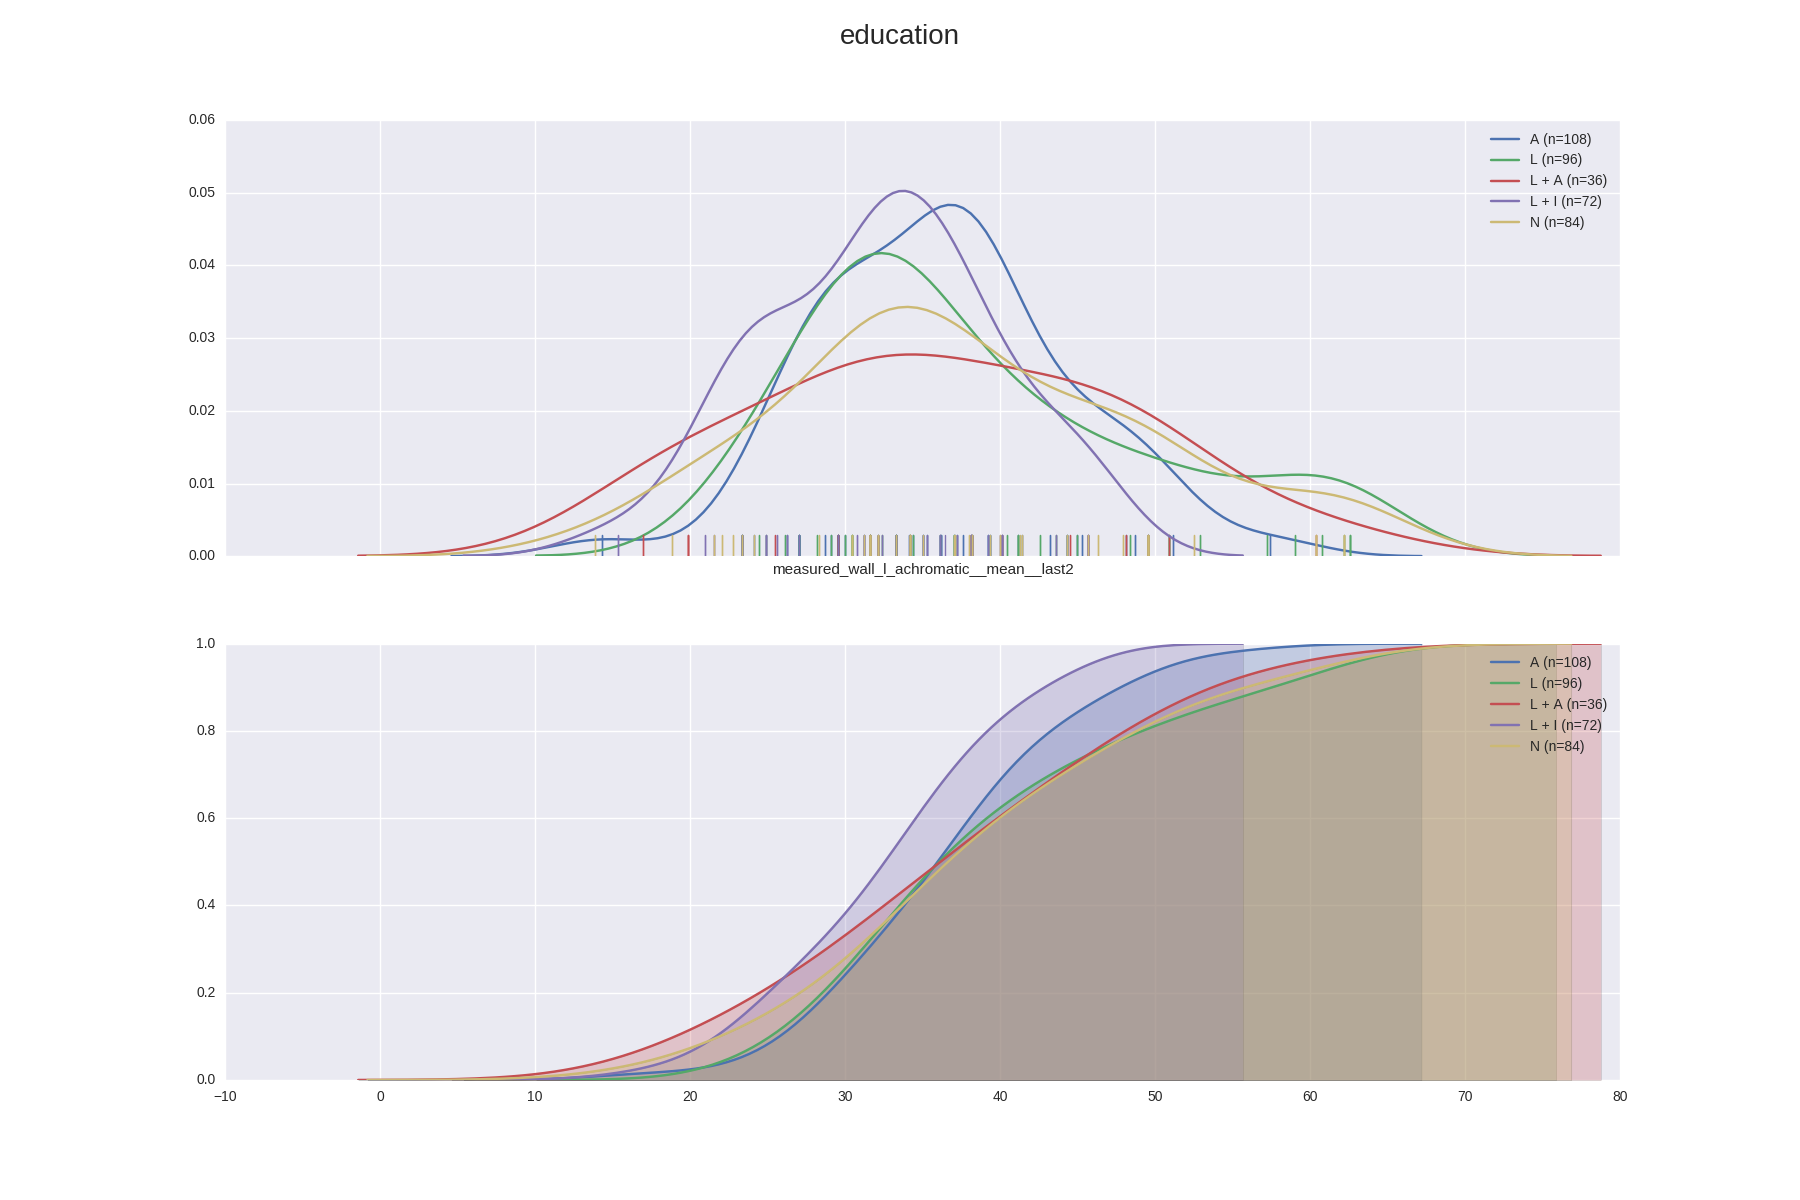 education
0.06
0.05
0.04
0.03
0.02
0.01
0.00
A (n=108)
L (n=96)
L + A (n=36)
L + I (n=72)
N (n=84)
measured_wall_l_achromatic__mean__last2
1.0
0.8
0.6
0.4
0.2
0.0
A (n=108)
L (n=96)
L + A (n=36)
L + I (n=72)
N (n=84)
−10 0 10 20 30 40 50 60 70 80